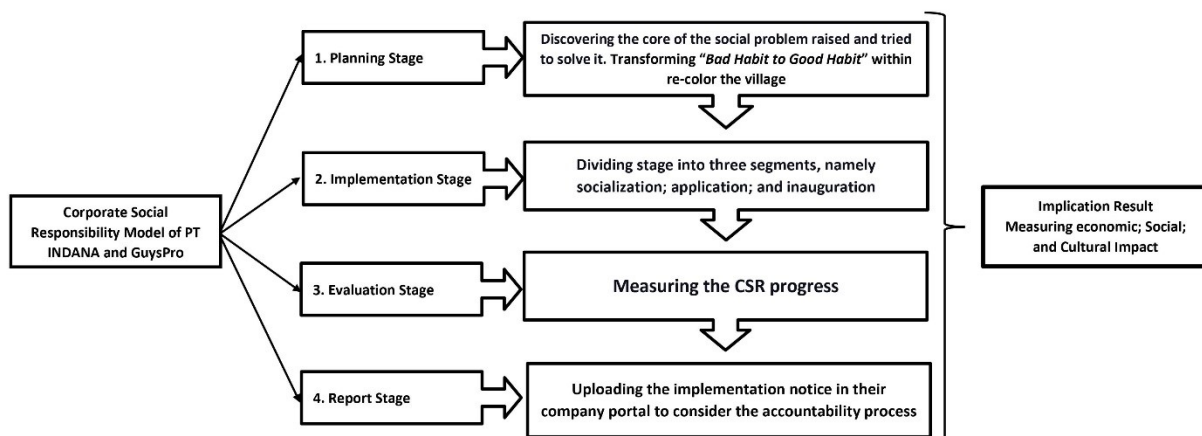 Corporate Social
Responsibility Model of PT
INDANA and GuysPro
1. Planning Stage
Discovering the core of the social problem raised and tried
to solve it. Transforming “Bad Habit to Good Habit” within
re-color the village
2. Implementation Stage
Dividing stage into three segments, namely
socialization; application; and inauguration
3. Evaluation Stage
Measuring the CSR progress
4. Report Stage
Uploading the implementation notice in their
company portal to consider the accountability process
Implication Result
Measuring economic; Social;
and Cultural Impact